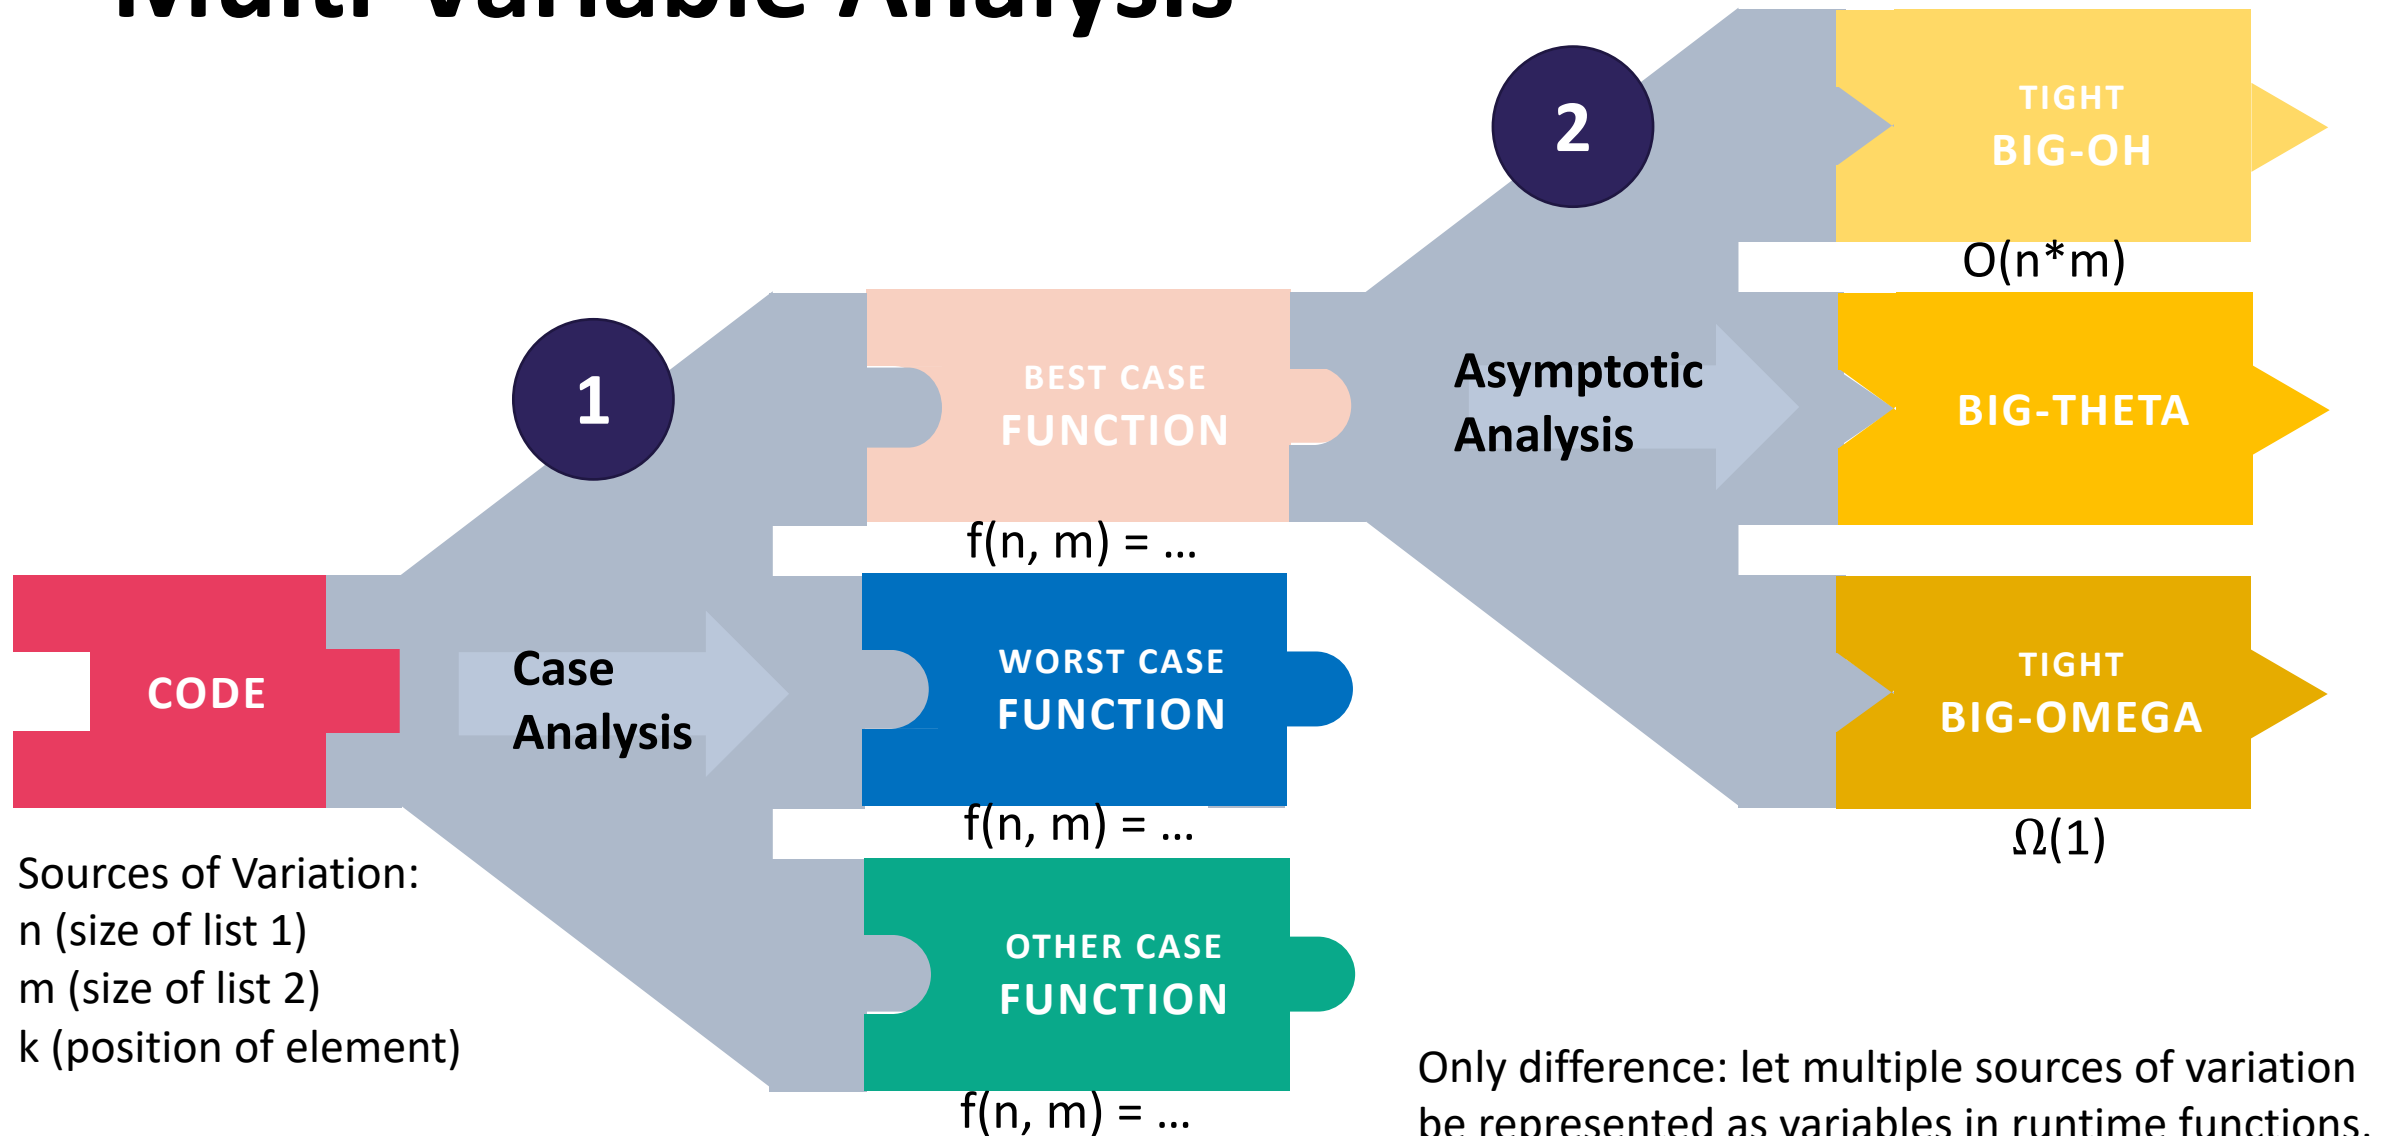 Multi-Variable Analysis
2
TIGHT
BIG-OH
O(n*m)
1
BEST CASE
FUNCTION
f(n, m) = …
Asymptotic
Analysis
BIG-THETA
CODE
Case
Analysis
WORST CASE
FUNCTION
f(n, m) = …
TIGHT
BIG-OMEGA
Ω(1)
Sources of Variation:
n (size of list 1)
m (size of list 2)
k (position of element)
OTHER CASE
FUNCTION
f(n, m) = …
Only difference: let multiple sources of variation
be represented as variables in runtime functions.